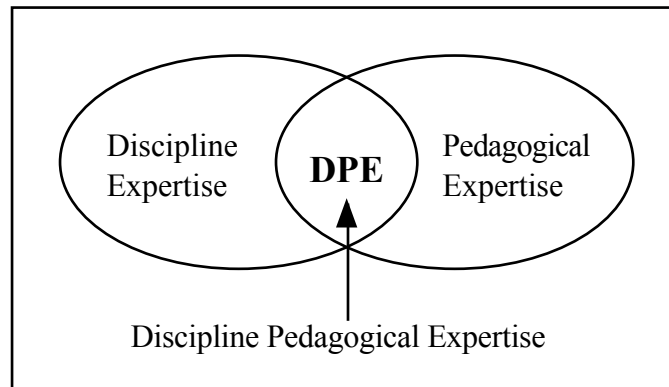 Discipline
Expertise
DPE
Pedagogical
Expertise
Discipline Pedagogical Expertise